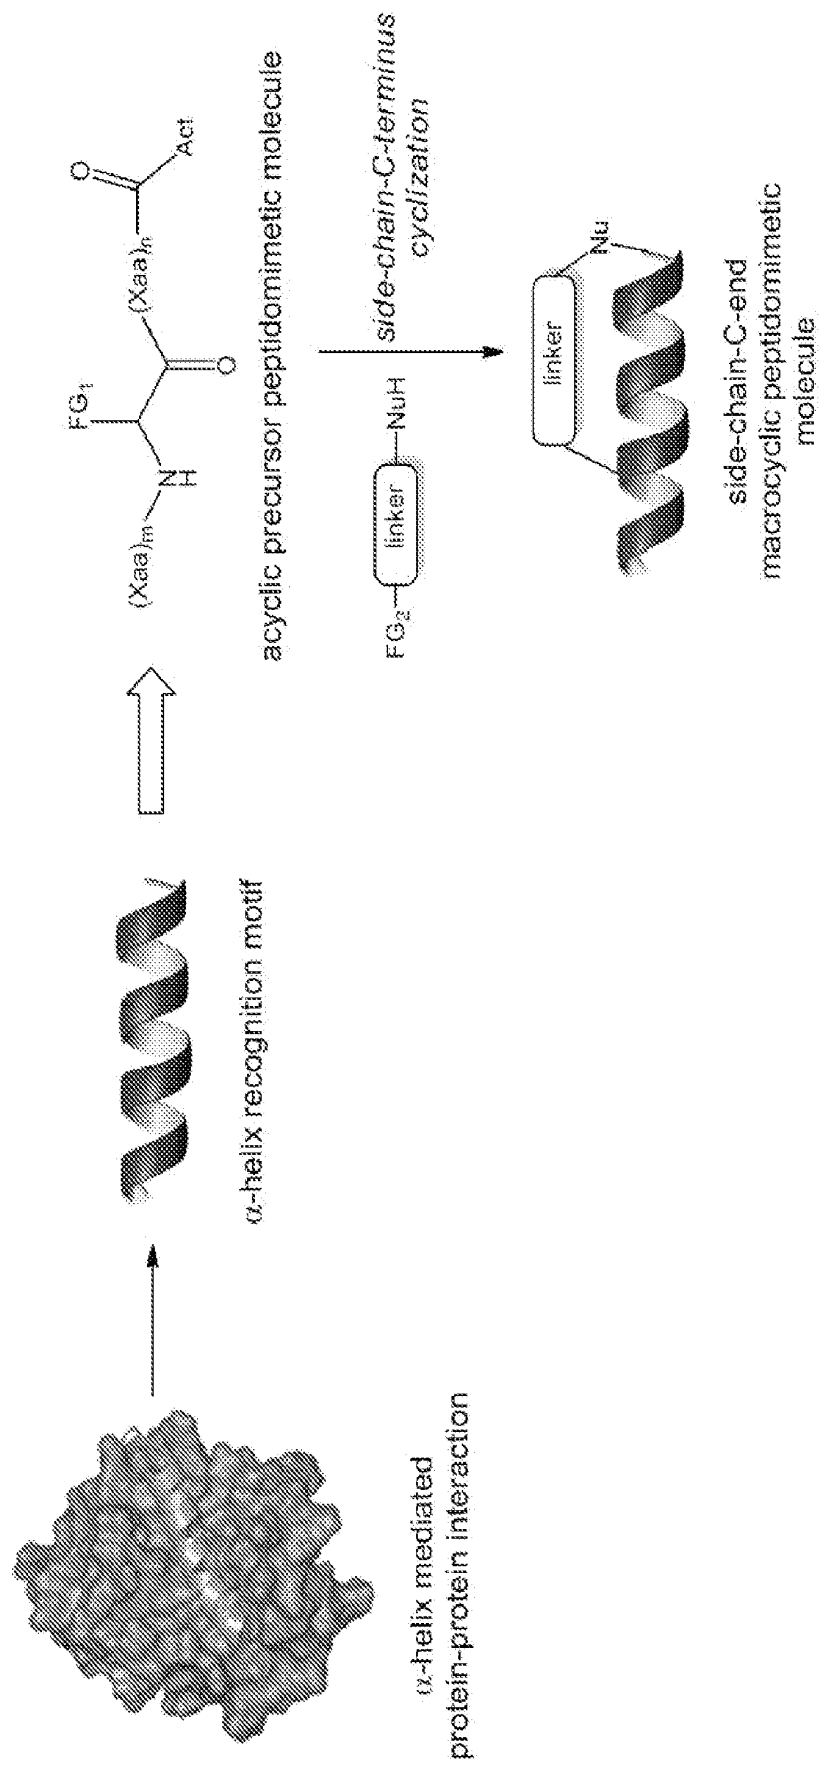 α-helix mediated
protein-protein interaction
α-helix recognition motif
(Xaa)m
N
H
FG1
O
(Xaa)n
O
Act
acyclic precursor peptidomimetic molecule
FG2
linker
NuH
side-chain-C-terminus
cyclization
linker
Nu
side-chain-C-end
macrocyclic peptidomimetic
molecule